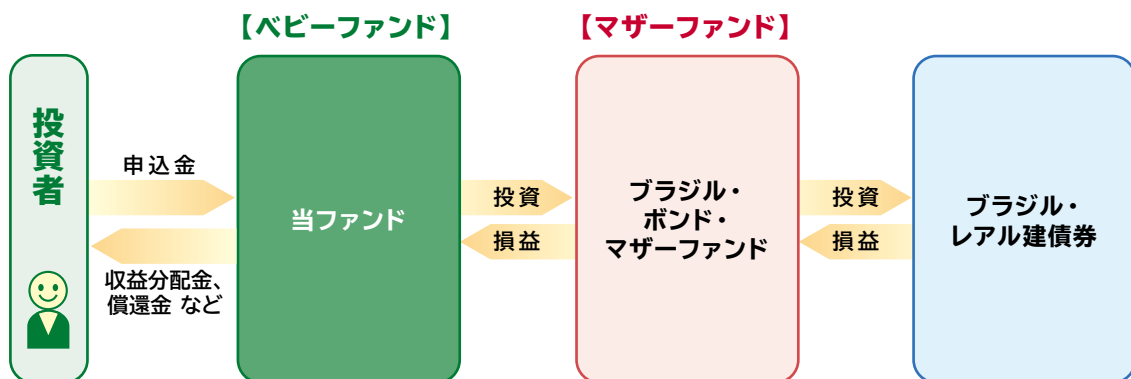 【ベビーファンド】
【マザーファンド】
投資者
申込金
収益分配金、
償還金 など
当ファンド
投資
損益
ブラジル・
ボンド・
マザーファンド
投資
損益
ブラジル・
レアル建債券